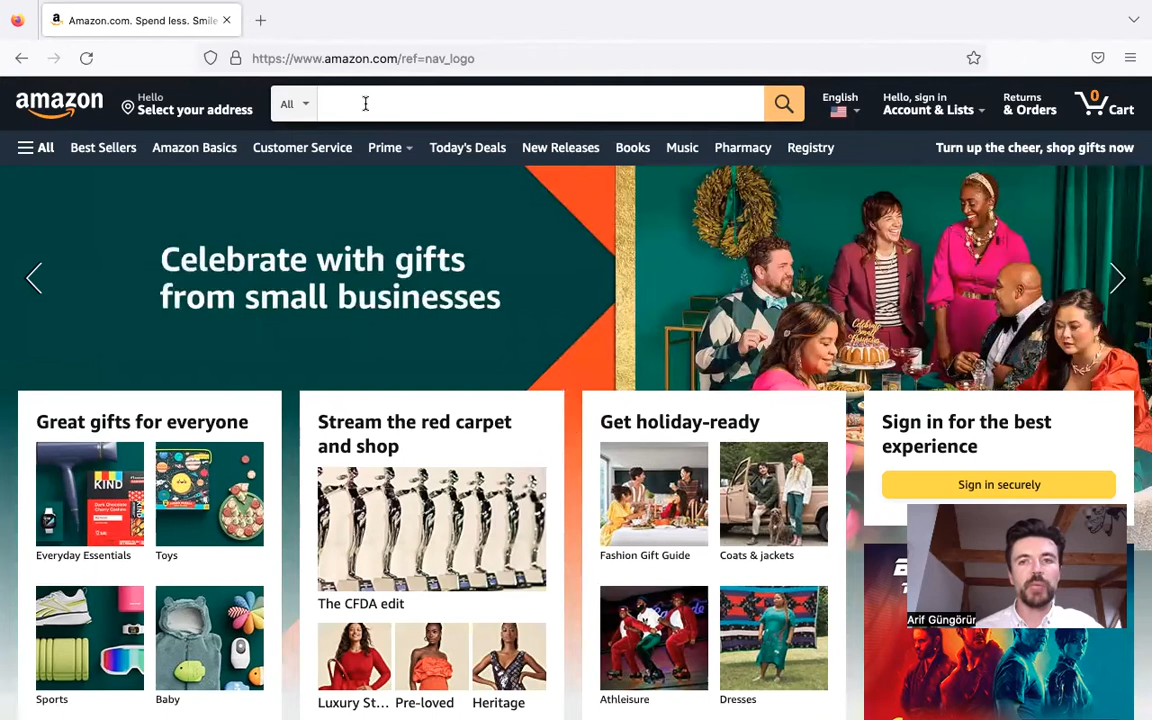 Amazon.com. Spend less. Smile
https://www.amazon.com/ref=nav_logo
amazon
Hello
Select your address
All
English
Hello, sign in
Account & Lists
Returns
& Orders
0
Cart
All
Best Sellers
Amazon Basics
Customer Service
Prime
Today's Deals
New Releases
Books
Music
Pharmacy
Registry
Turn up the cheer, shop gifts now
Celebrate with gifts
from small businesses
Great gifts for everyone
Everyday Essentials
Toys
Sports
Baby
Stream the red carpet
and shop
The CFDA edit
Luxury St...
Pre-loved
Heritage
Get holiday-ready
Fashion Gift Guide
Coats & jackets
Athleisure
Dresses
Sign in for the best
experience
Sign in securely
Arif Güngörür
KIND